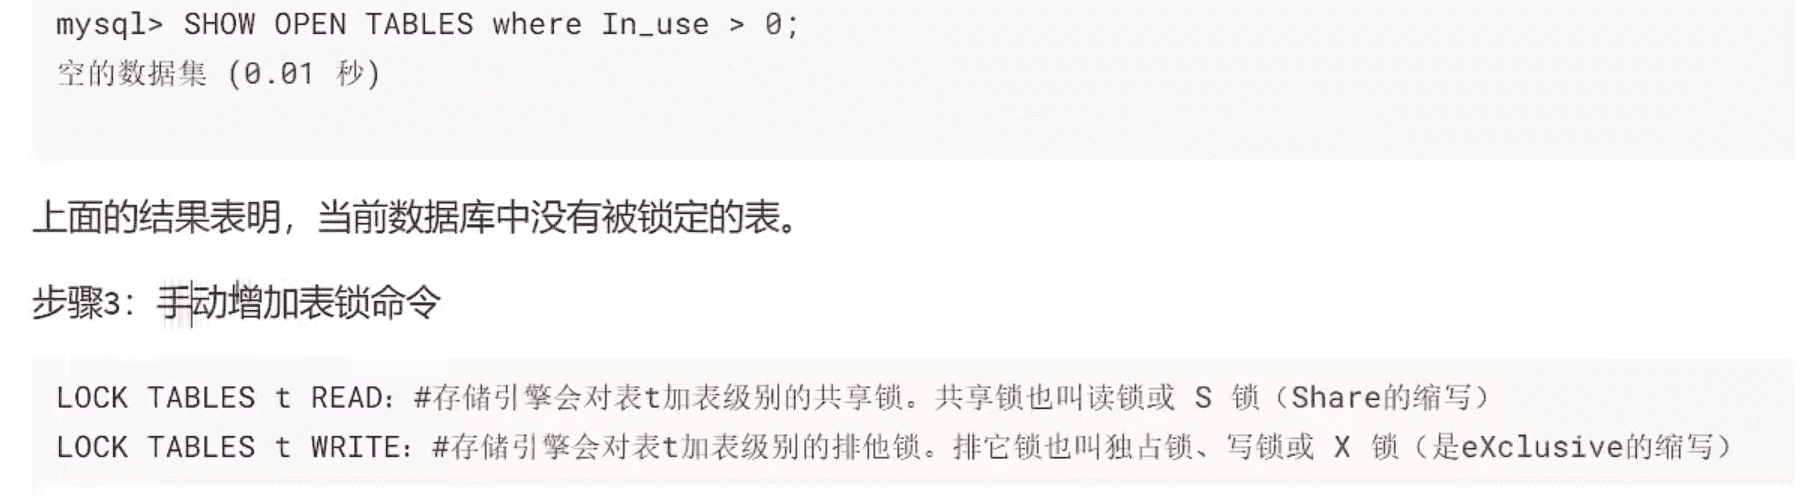 mysql> SHOW OPEN TABLES where In_use > 0;
空的数据集 (0.01 秒)
上面的结果表明，当前数据库中没有被锁定的表。
步骤3：手动增加表锁命令
LOCK TABLES t READ：#存储引擎会对表t加表级别的共享锁。共享锁也叫读锁或 S 锁（Share的缩写）
LOCK TABLES t WRITE：#存储引擎会对表t加表级别的排他锁。排它锁也叫独占锁、写锁或 X 锁（是eXclusive的缩写）